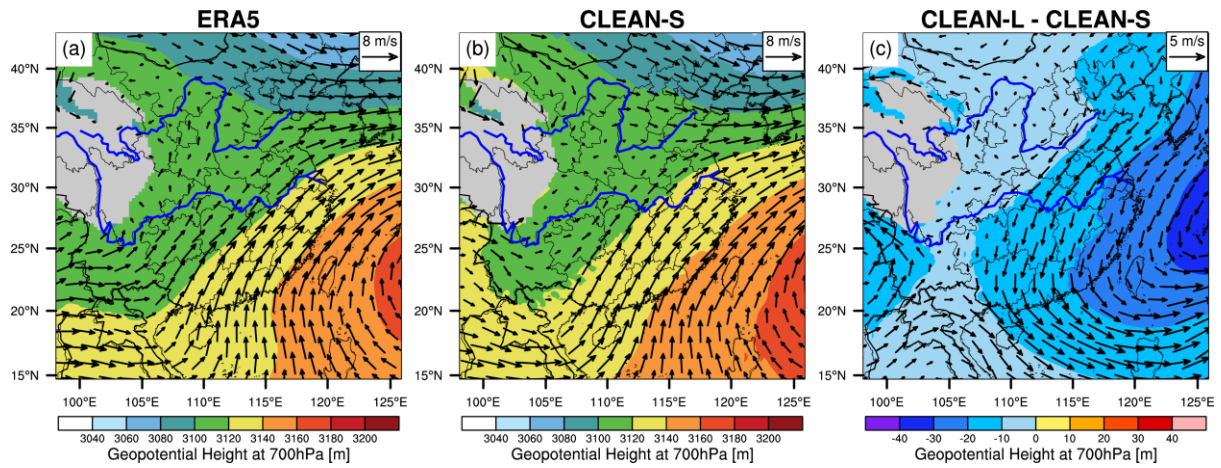 ERA5
CLEAN-S
CLEAN-L - CLEAN-S
(a)
8 m/s
(b)
8 m/s
(c)
5 m/s
40°N
35°N
30°N
25°N
20°N
15°N
40°N
35°N
30°N
25°N
20°N
15°N
40°N
35°N
30°N
25°N
20°N
15°N
100°E 105°E 110°E 115°E 120°E 125°E
100°E 105°E 110°E 115°E 120°E 125°E
100°E 105°E 110°E 115°E 120°E 125°E
3040 3060 3080 3100 3120 3140 3160 3180 3200
3040 3060 3080 3100 3120 3140 3160 3180 3200
-40 -30 -20 -10 0 10 20 30 40
Geopotential Height at 700hPa [m]
Geopotential Height at 700hPa [m]
Geopotential Height at 700hPa [m]